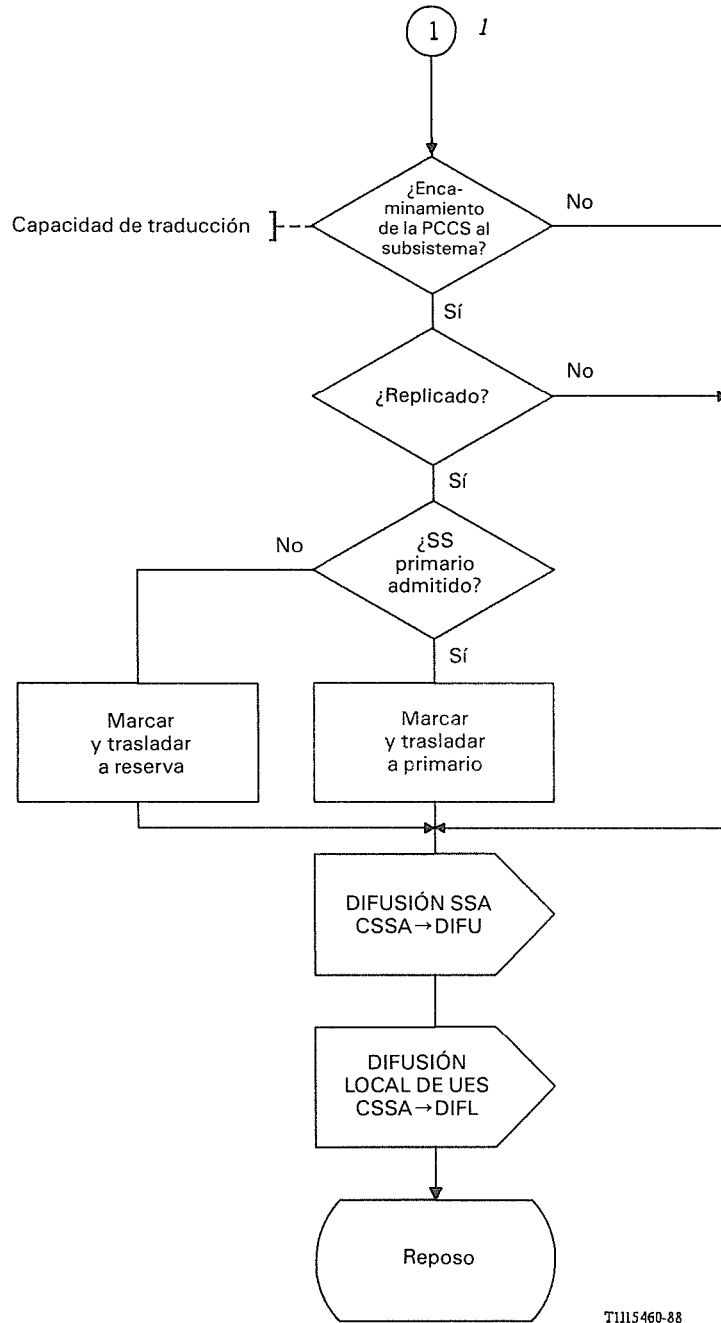 1 1
¿Enca-
minamiento
de la PCCS al
subsistema?
No
Capacidad de traducción
Sí
¿Replicado?
No
Sí
¿SS
primario
admitido?
No
Sí
Marcar
y trasladar
a reserva
Marcar
y trasladar
a primario
DIFUSIÓN SSA
CSSA→DIFU
DIFUSIÓN
LOCAL DE UES
CSSA→DIFL
Reposo
T1115460-88